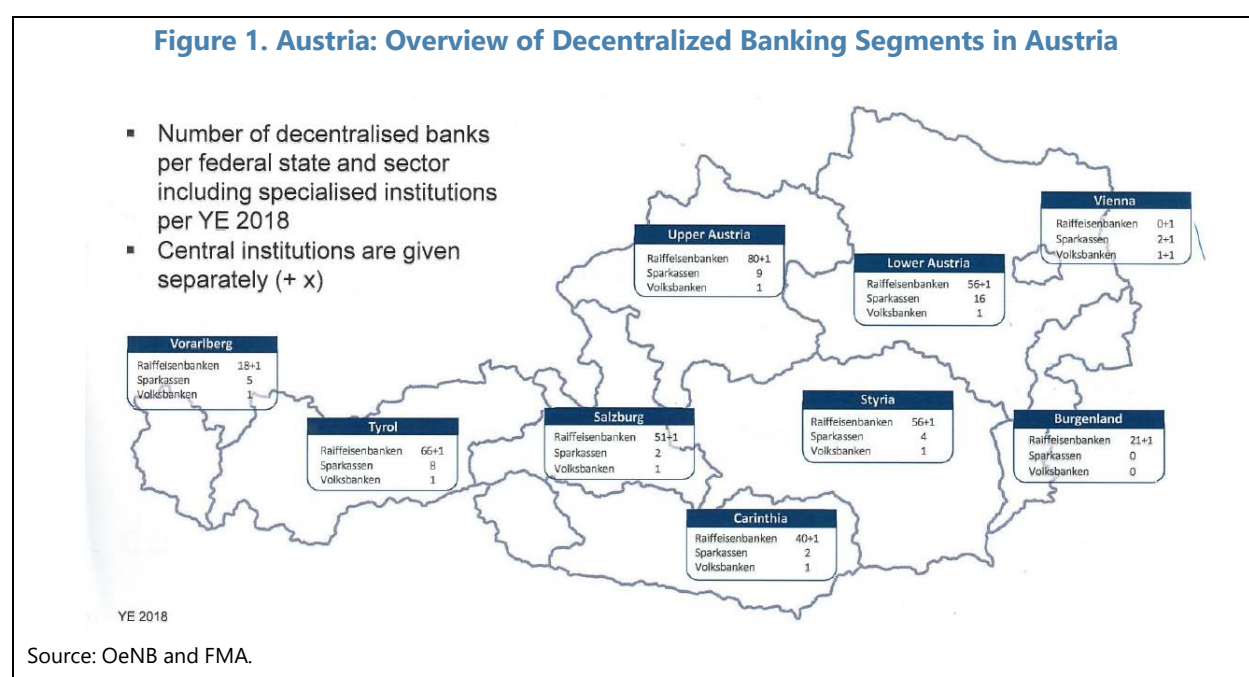 Figure 1. Austria: Overview of Decentralized Banking Segments in Austria
▪ Number of decentralised banks
per federal state and sector
including specialised institutions
per YE 2018
▪ Central institutions are given
separately (+ x)
Vienna
Raiffeisenbanken 0+1
Sparkassen 2+1
Volksbanken 1+1
Upper Austria
Raiffeisenbanken 80+1
Sparkassen 9
Volksbanken 1
Lower Austria
Raiffeisenbanken 56+1
Sparkassen 16
Volksbanken 1
Vorarlberg
Raiffeisenbanken 18+1
Sparkassen 5
Volksbanken 1
Tyrol
Raiffeisenbanken 66+1
Sparkassen 8
Volksbanken 1
Salzburg
Raiffeisenbanken 51+1
Sparkassen 2
Volksbanken 1
Styria
Raiffeisenbanken 56+1
Sparkassen 4
Volksbanken 1
Burgenland
Raiffeisenbanken 21+1
Sparkassen 0
Volksbanken 0
Carinthia
Raiffeisenbanken 40+1
Sparkassen 2
Volksbanken 1
YE 2018
Source: OeNB and FMA.